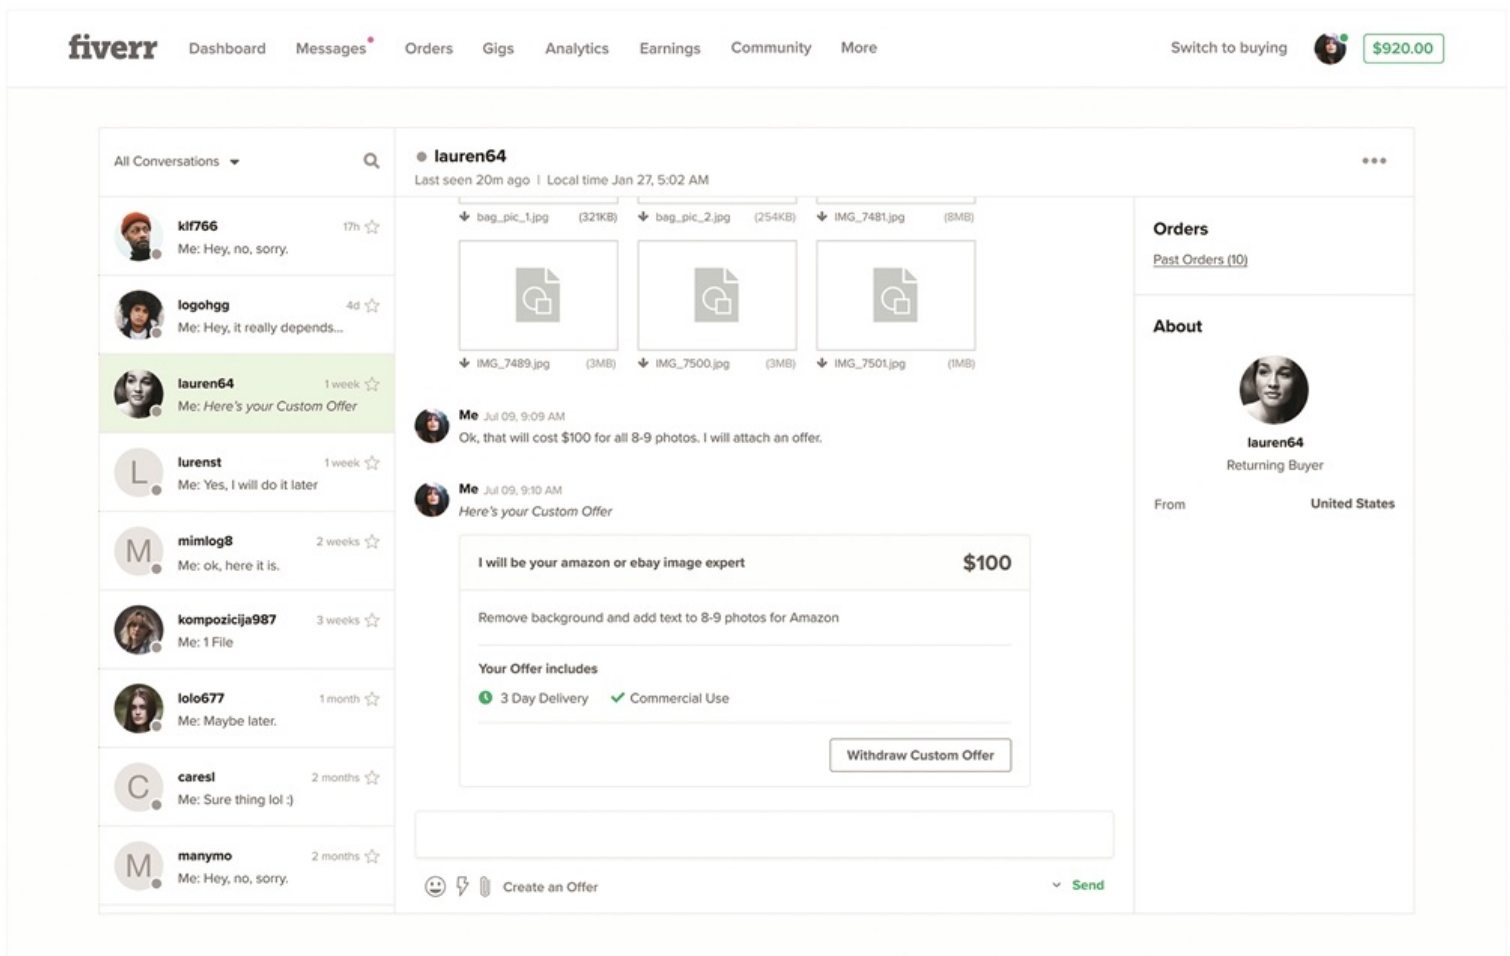 fiverr Dashboard Messages Orders Gigs Analytics Earnings Community More Switch to buying $920.00
All Conversations
klf766 17h
Me: Hey, no, sorry.
logohgg 4d
Me: Hey, it really depends...
lauren64 1 week
Me: Here's your Custom Offer
L
lurenst 1 week
Me: Yes, I will do it later
M
mimlog8 2 weeks
Me: ok, here it is.
kompozicija987 3 weeks
Me: 1 File
lolo677 1 month
Me: Maybe later.
C
caresl 2 months
Me: Sure thing lol :)
M
manymo 2 months
Me: Hey, no, sorry.
lauren64
Last seen 20m ago | Local time Jan 27, 5:02 AM
bag_pic_1.jpg (321KB) bag_pic_2.jpg (254KB) IMG_7481.jpg (8MB)
IMG_7489.jpg (3MB) IMG_7500.jpg (3MB) IMG_7501.jpg (1MB)
Me Jul 09, 9:09 AM
Ok, that will cost $100 for all 8-9 photos. I will attach an offer.
Me Jul 09, 9:10 AM
Here's your Custom Offer
I will be your amazon or ebay image expert $100
Remove background and add text to 8-9 photos for Amazon
Your Offer includes
3 Day Delivery Commercial Use
Withdraw Custom Offer
Create an Offer Send
Orders
Past Orders (10)
About
lauren64
Returning Buyer
From United States